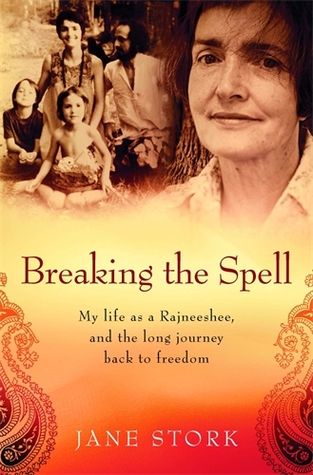 Breaking the Spell
My life as a Rajneeshee,
and the long journey
back to freedom
JANE STORK